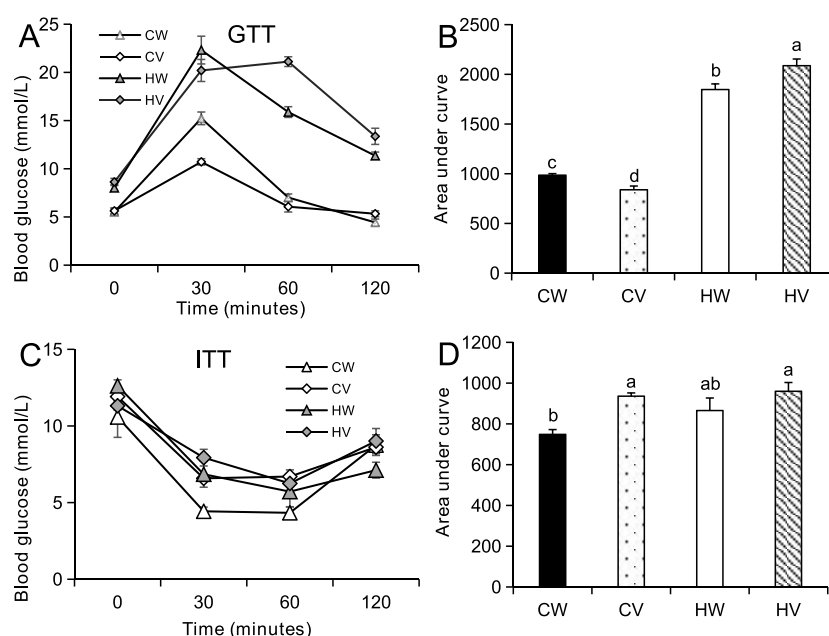 A
GTT
CW
CV
HW
HV
Blood glucose (mmol/L)
25
20
15
10
5
0
0 30 60 120
Time (minutes)
B
Area under curve
2500
2000
1500
1000
500
0
c
d
b
a
CW CV HW HV
C
ITT
CW
CV
HW
HV
Blood glucose (mmol/L)
15
10
5
0
0 30 60 120
Time (minutes)
D
Area under curve
1200
1000
800
600
400
200
0
b
a
ab
a
CW CV HW HV